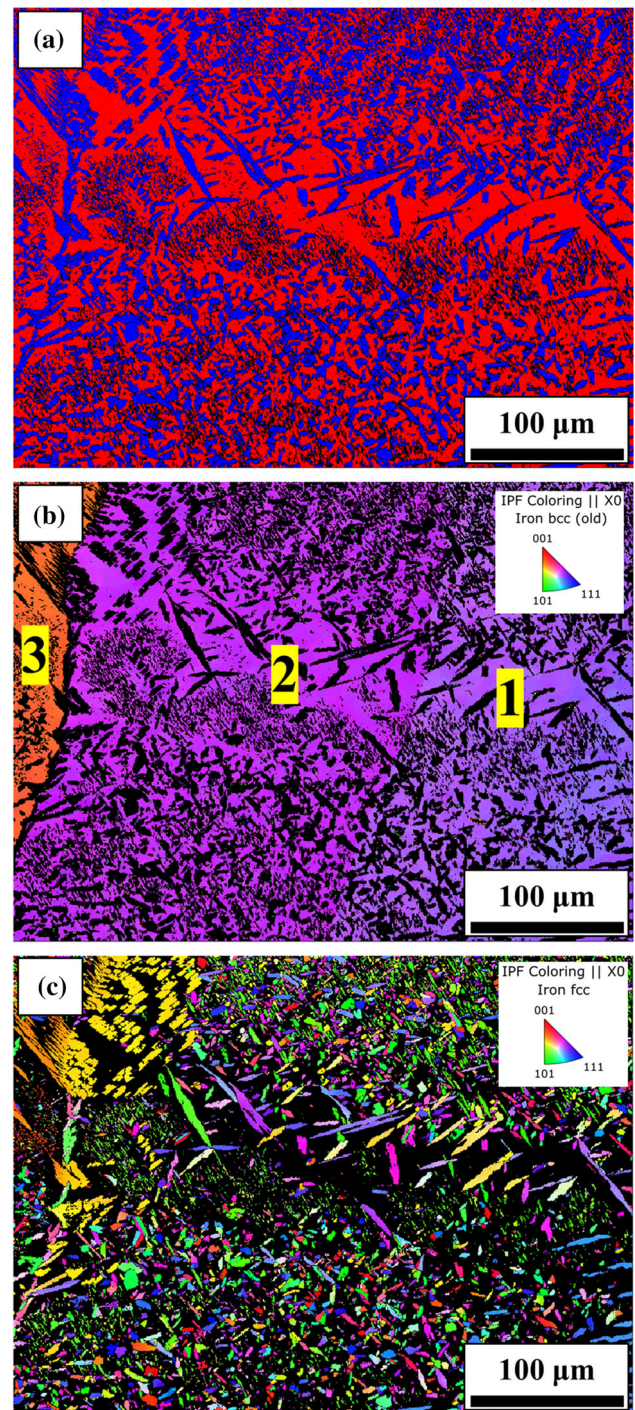 (a)
100 μm
(b)
IPF Coloring || X0
Iron bcc (old)
001
101
111
3
2
1
100 μm
(c)
IPF Coloring || X0
Iron fcc
001
101
111
100 μm